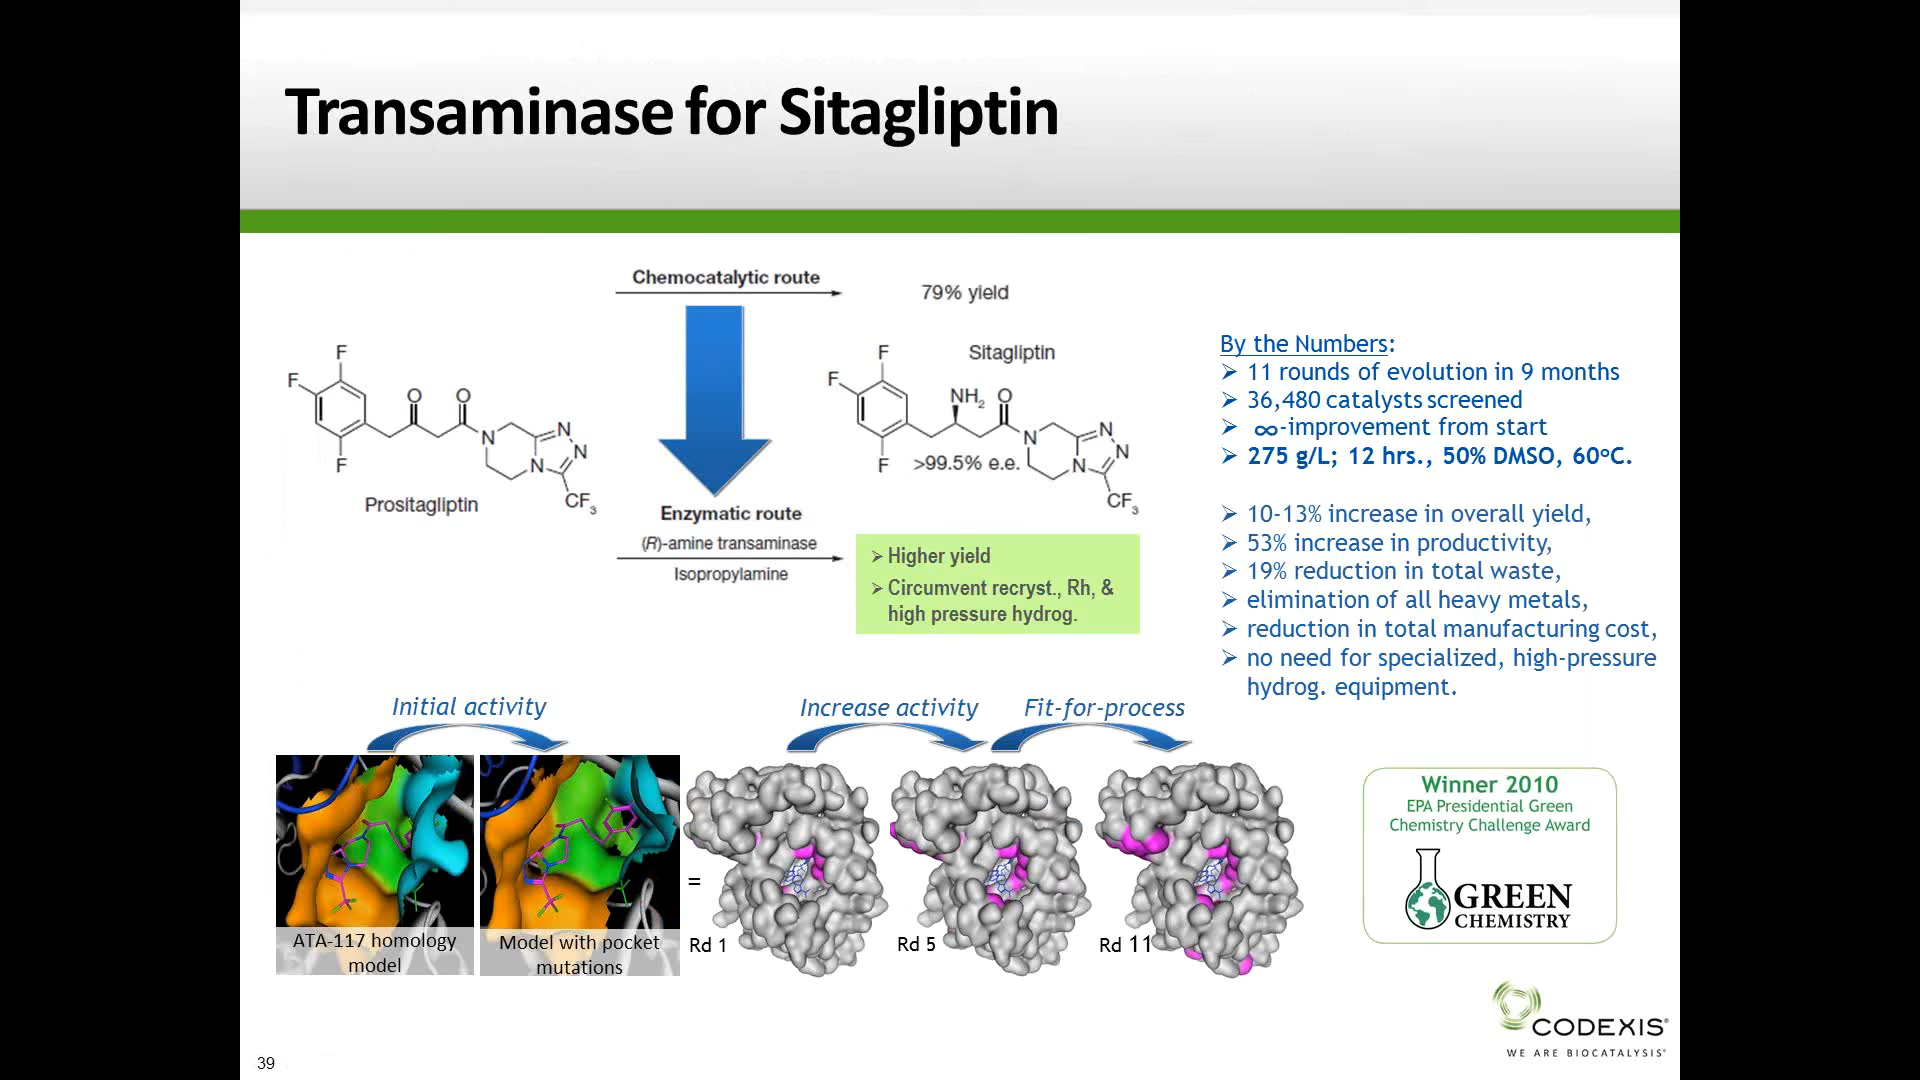 Transaminase for Sitagliptin
Chemocatalytic route
79% yield
F
F
F
O
O
N
N
N
N
CF3
Prositagliptin
Sitagliptin
F
F
F
NH2
O
N
N
N
N
CF3
>99.5% e.e.
Enzymatic route
(R)-amine transaminase
Isopropylamine
➢ Higher yield
➢ Circumvent recryst., Rh, &
high pressure hydrog.
By the Numbers:
➢ 11 rounds of evolution in 9 months
➢ 36,480 catalysts screened
➢ ∞-improvement from start
➢ 275 g/L; 12 hrs., 50% DMSO, 60oC.
➢ 10-13% increase in overall yield,
➢ 53% increase in productivity,
➢ 19% reduction in total waste,
➢ elimination of all heavy metals,
➢ reduction in total manufacturing cost,
➢ no need for specialized, high-pressure
hydrog. equipment.
Initial activity
Increase activity
Fit-for-process
ATA-117 homology
model
Model with pocket
mutations
=
Rd 1
Rd 5
Rd 11
Winner 2010
EPA Presidential Green
Chemistry Challenge Award
GREEN
CHEMISTRY
CODEXIS®
WE ARE BIOCATALYSIS®
39